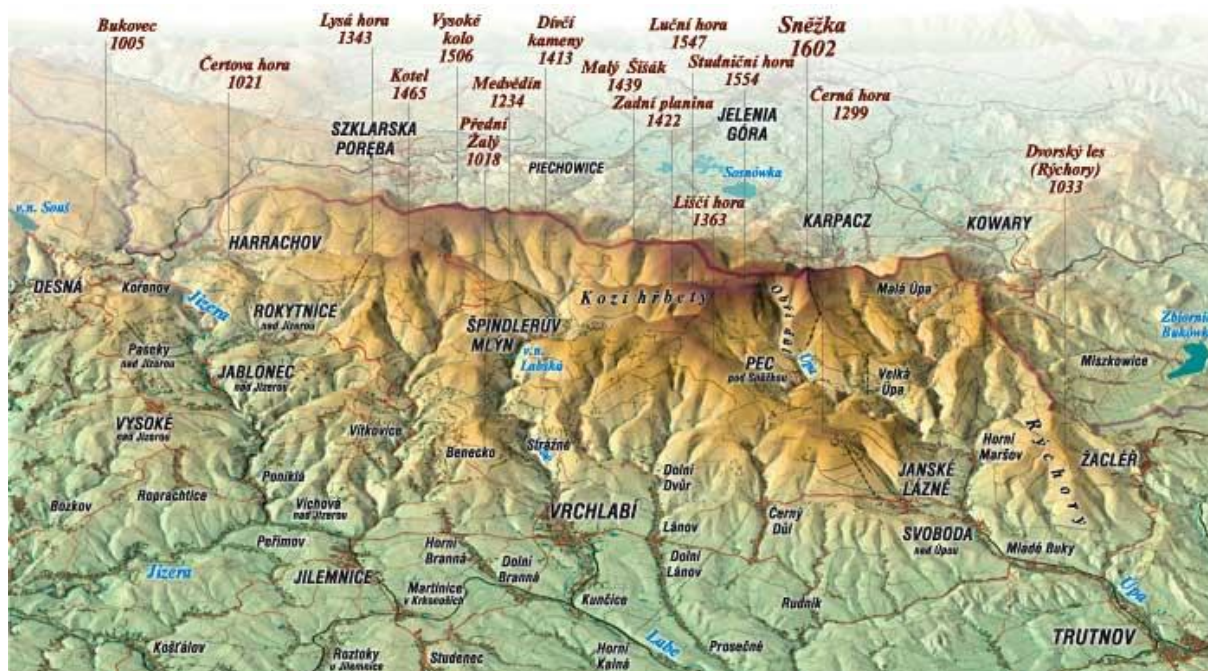 Bukovec
1005
Čertova hora
1021
Lysá hora
1343
Kotel
1465
Vysoké
kolo
1506
Medvědín
1234
Přední
Žalý
1018
Dívčí
kameny
1413
Malý Šišák
1439
Zadní planina
1422
Luční hora
1547
Studniční hora
1554
Liščí hora
1363
Sněžka
1602
Černá hora
1299
Dvorský les
(Rýchory)
1033
SZKLARSKA
PORĘBA
PIECHOWICE
JELENIA
GÓRA
Sosnówka
KARPACZ
KOWARY
v.n. Souš
HARRACHOV
DESNÁ
Kořenov
Jizera
ROKYTNICE
nad Jizerou
Kozí hřbety
Obří důl
Malá Úpa
ŠPINDLERŮV
MLÝN
v.n.
Labská
PEC
pod Sněžkou
Úpa
Velká
Úpa
Miszkowice
Zbiornik
Bukówka
Paseky
nad Jizerou
JABLONEC
nad Jizerou
VYSOKÉ
nad Jizerou
Vítkovice
Benecko
Strážné
Horní
Maršov
Rýchory
ŽACLÉŘ
JANSKÉ
LÁZNĚ
Dolní
Dvůr
Poniklá
Roprachtice
Bozkov
Víchová
nad Jizerou
VRCHLABÍ
Lánov
Černý
Důl
SVOBODA
nad Úpou
Mladé Buky
Peřimov
Jizera
JILEMNICE
Horní
Branná
Dolní
Branná
Dolní
Lánov
Martinice
v Krkonoších
Kunčice
Rudník
Úpa
Labe
Prosečné
TRUTNOV
Košťálov
Roztoky
u Jilemnice
Studenec
Horní
Kalná